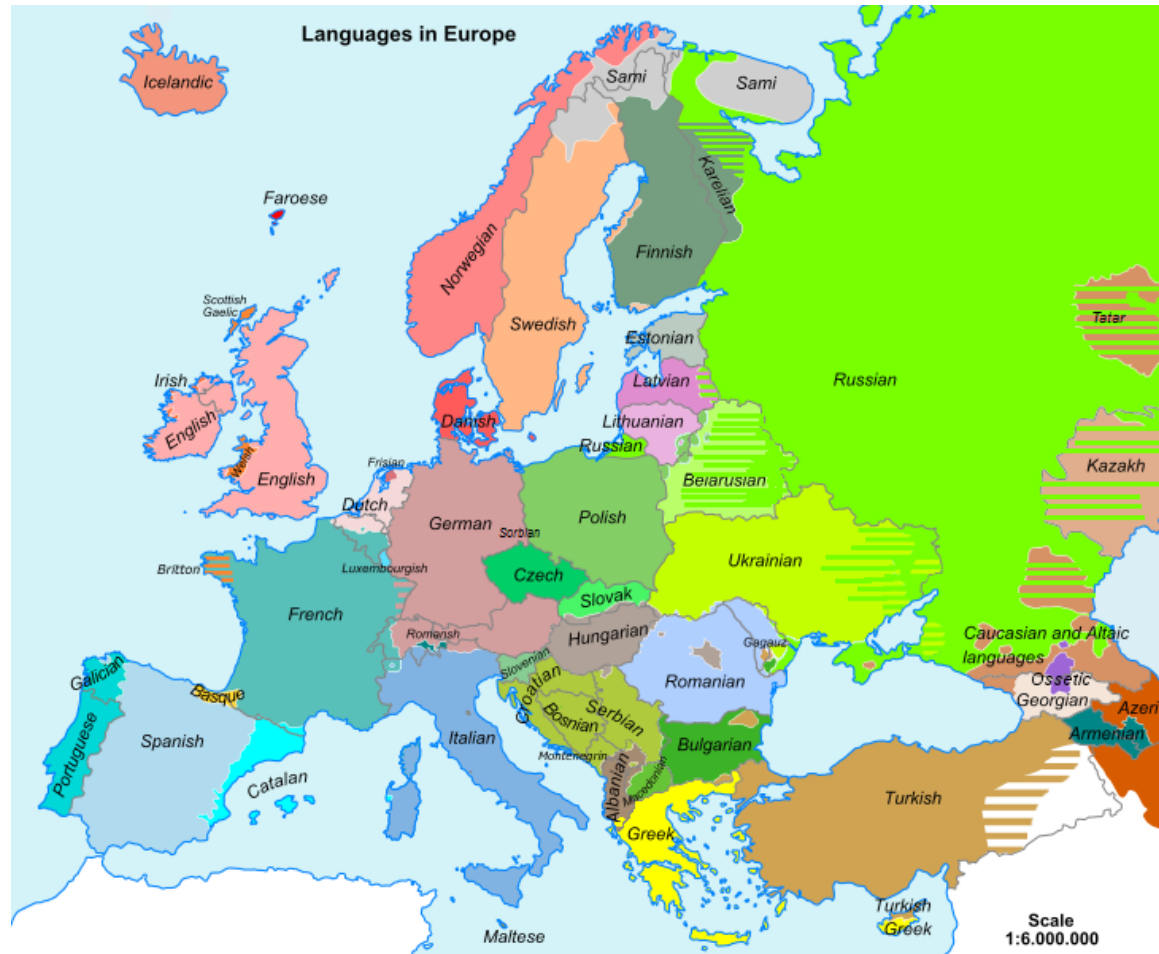 Languages in Europe
Icelandic
Sami
Sami
Faroese
Norwegian
Karelian
Finnish
Scottish
Gaelic
Swedish
Tatar
Estonian
Irish
Latvian
Russian
English
Danish
Lithuanian
Russian
Welsh
English
Frisian
Dutch
German
Sorbian
Polish
Belarusian
Kazakh
Britton
Luxembourgish
Czech
Slovak
Ukrainian
French
Romansh
Hungarian
Gagauz
Caucasian and Altaic
languages
Slovenian
Galician
Basque
Croatian
Romanian
Ossetic
Georgian
Serbian
Bosnian
Azeri
Portuguese
Spanish
Italian
Bulgarian
Armenian
Montenegrin
Catalan
Albanian
Macedonian
Turkish
Greek
Maltese
Turkish
Greek
Scale
1:6.000.000